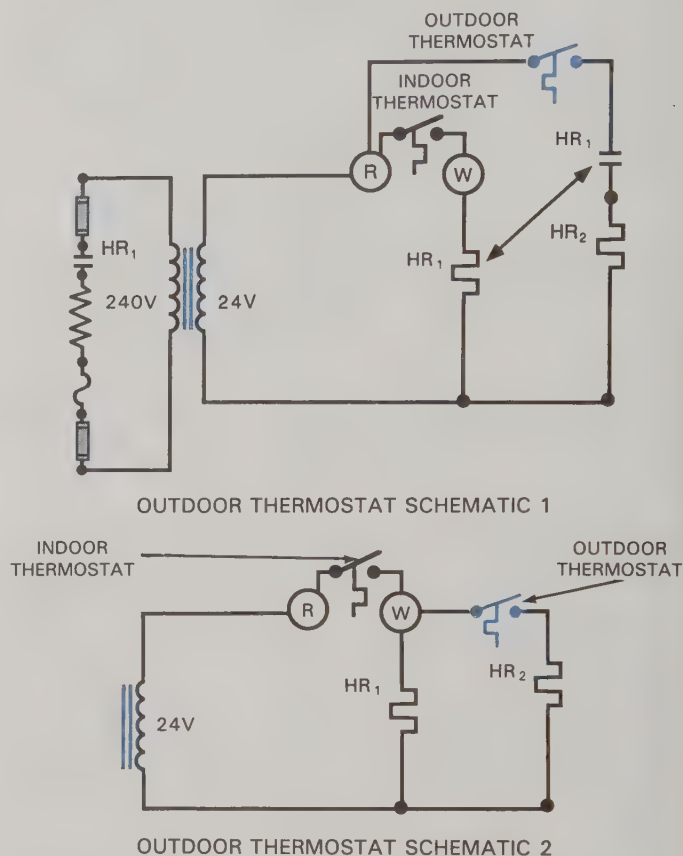 OUTDOOR
THERMOSTAT
INDOOR
THERMOSTAT
R
W
HR₁
HR₂
HR₁
HR₁
240V
24V
OUTDOOR THERMOSTAT SCHEMATIC 1
INDOOR
THERMOSTAT
OUTDOOR
THERMOSTAT
R
W
HR₂
HR₁
24V
OUTDOOR THERMOSTAT SCHEMATIC 2